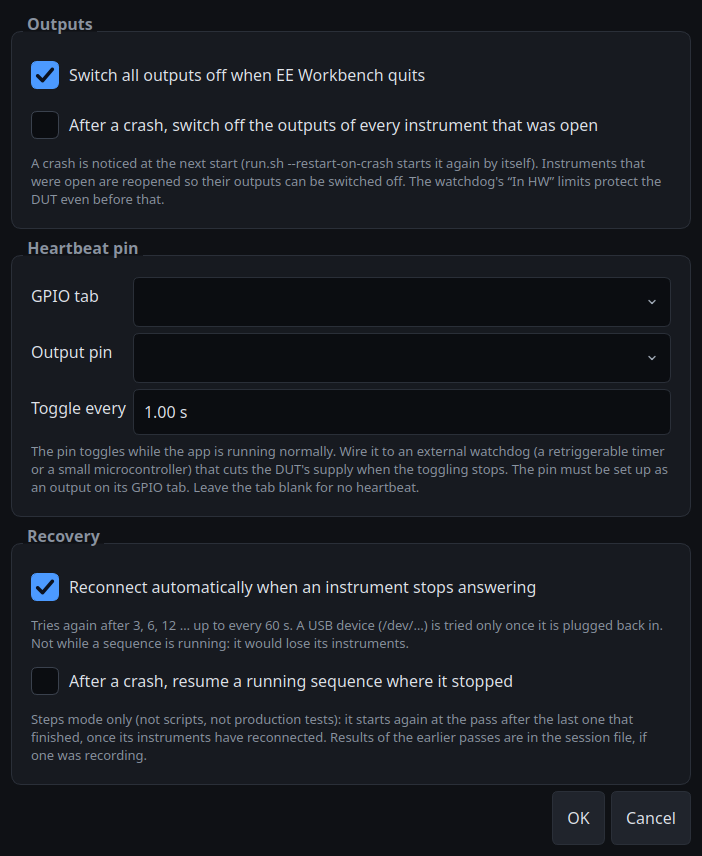 Outputs
Switch all outputs off when EE Workbench quits
After a crash, switch off the outputs of every instrument that was open
A crash is noticed at the next start (run.sh --restart-on-crash starts it again by itself). Instruments that
were open are reopened so their outputs can be switched off. The watchdog's “In HW” limits protect the
DUT even before that.
Heartbeat pin
GPIO tab
Output pin
Toggle every 1.00 s
The pin toggles while the app is running normally. Wire it to an external watchdog (a retriggerable timer
or a small microcontroller) that cuts the DUT's supply when the toggling stops. The pin must be set up as
an output on its GPIO tab. Leave the tab blank for no heartbeat.
Recovery
Reconnect automatically when an instrument stops answering
Tries again after 3, 6, 12 ... up to every 60 s. A USB device (/dev/...) is tried only once it is plugged back in.
Not while a sequence is running: it would lose its instruments.
After a crash, resume a running sequence where it stopped
Steps mode only (not scripts, not production tests): it starts again at the pass after the last one that
finished, once its instruments have reconnected. Results of the earlier passes are in the session file, if
one was recording.
OK Cancel